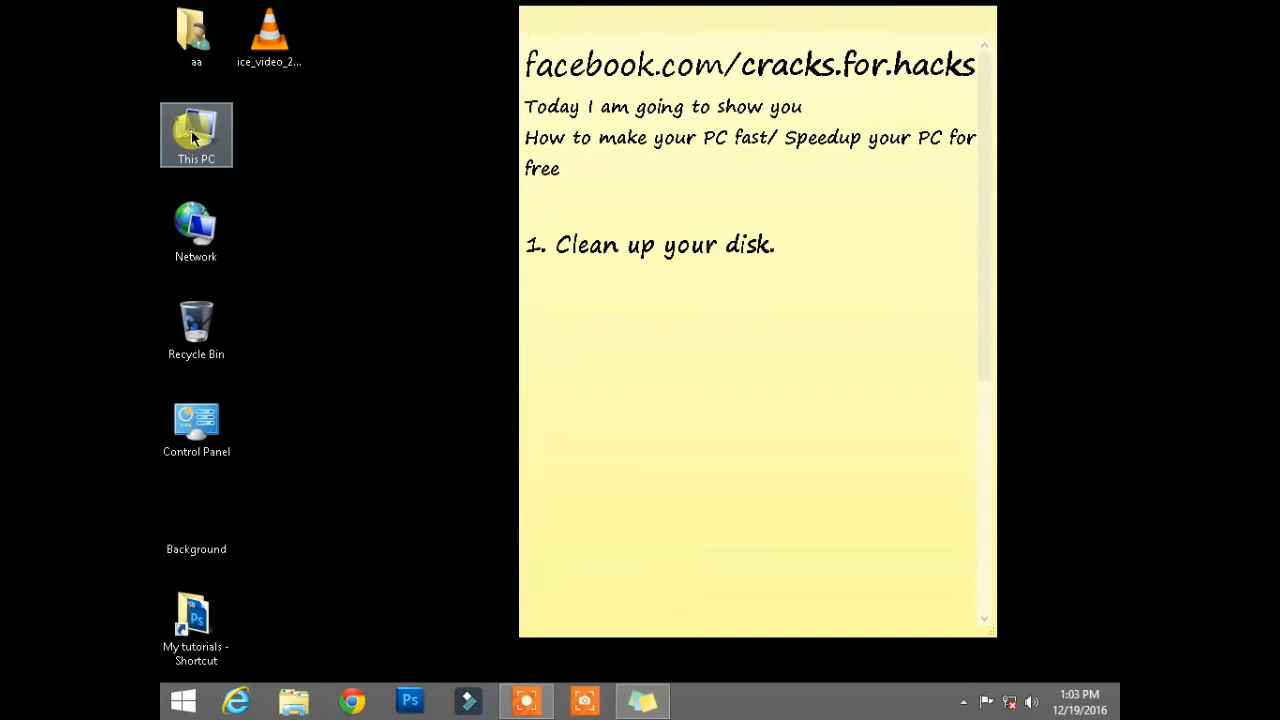 aa
ice_video_2...
This PC
Network
Recycle Bin
Control Panel
Background
My tutorials -
Shortcut
facebook.com/cracks.for.hacks
Today I am going to show you
How to make your PC fast/ Speedup your PC for
free
1. Clean up your disk.
Ps
Ps
1:03 PM
12/19/2016